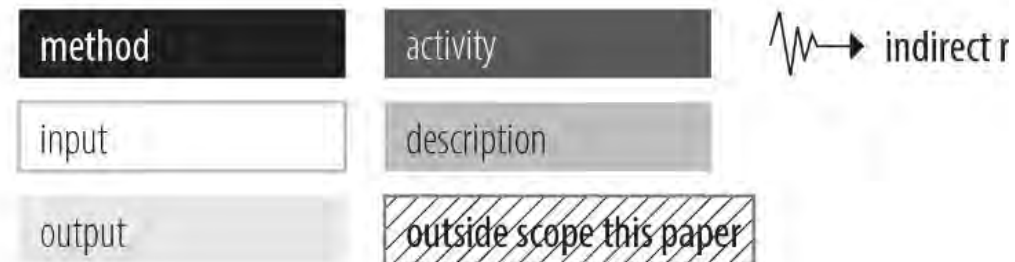 method
activity
indirect
input
description
output
outside scope this paper